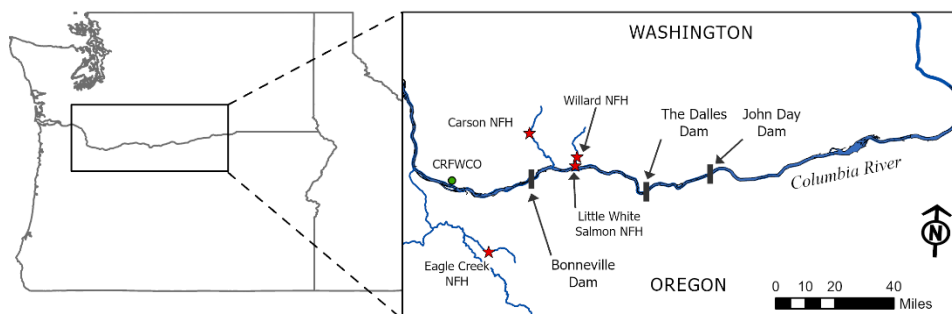 WASHINGTON
Willard NFH
Carson NFH
The Dalles
Dam
John Day
Dam
CRFWCO
Columbia River
Little White
Salmon NFH
Eagle Creek
NFH
Bonneville
Dam
OREGON
N
0 10 20 40
Miles